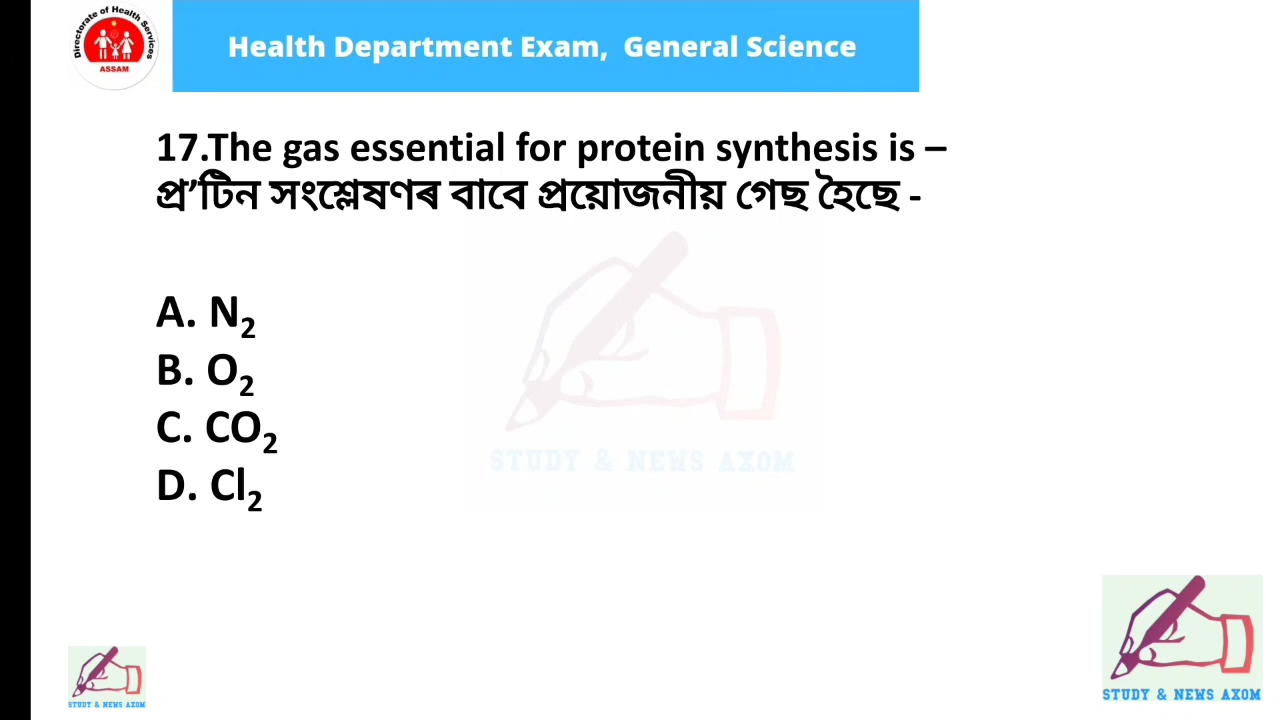 Directorate of Health Services
ASSAM
Health Department Exam,  General Science
17.The gas essential for protein synthesis is –
প্ৰ’টিন সংশ্লেষণৰ বাবে প্ৰয়োজনীয় গেছ হৈছে -
A. N₂
B. O₂
C. CO₂
D. Cl₂
STUDY & NEWS AXOM
STUDY & NEWS AXOM
STUDY & NEWS AXOM